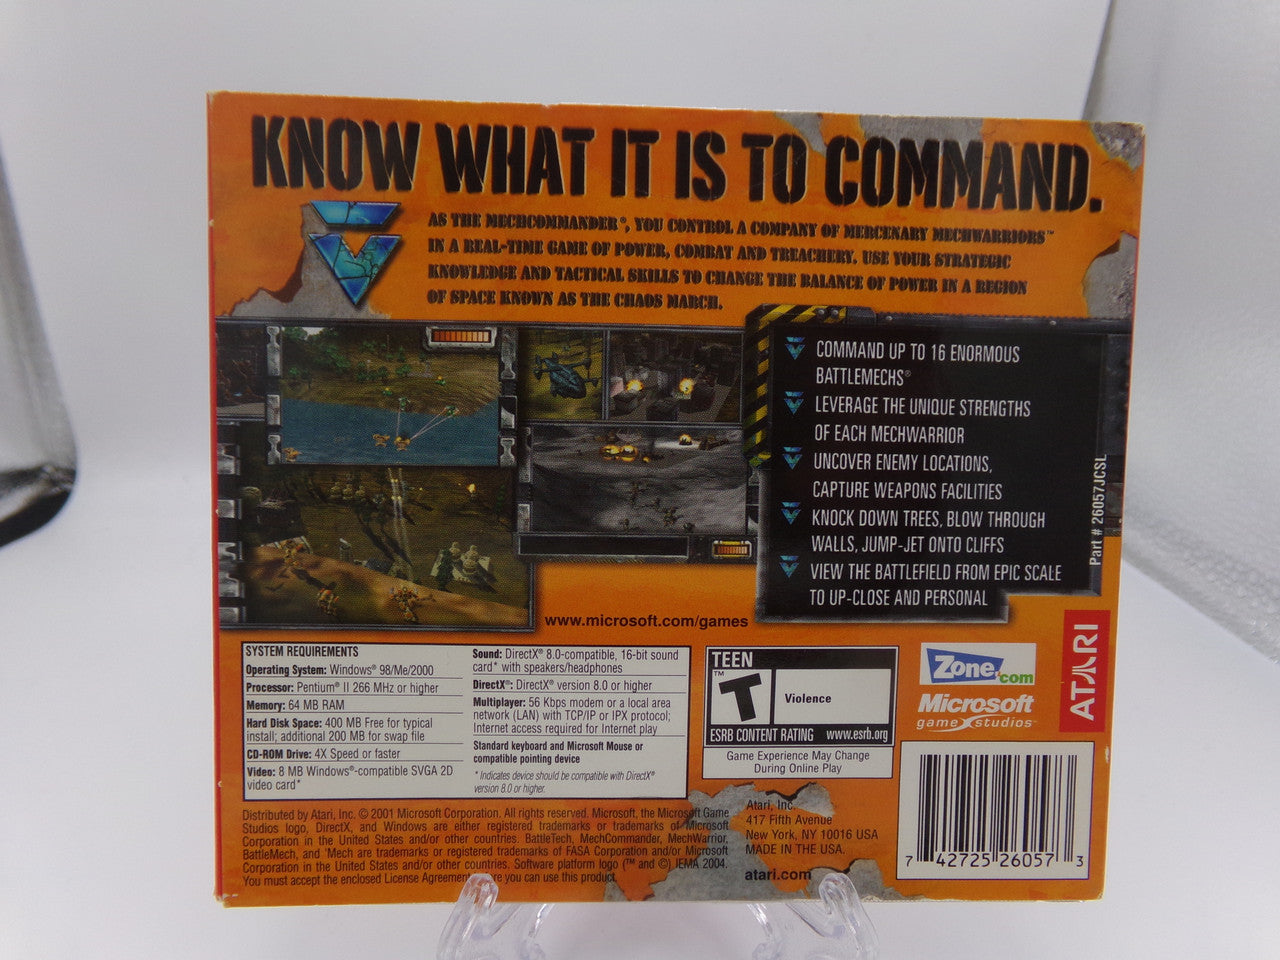 KNOW WHAT IT IS TO COMMAND.
AS THE MECHCOMMANDER®, YOU CONTROL A COMPANY OF MERCENARY MECHWARRIORS™
IN A REAL-TIME GAME OF POWER, COMBAT AND TREACHERY. USE YOUR STRATEGIC
KNOWLEDGE AND TACTICAL SKILLS TO CHANGE THE BALANCE OF POWER IN A REGION
OF SPACE KNOWN AS THE CHAOS MARCH.
COMMAND UP TO 16 ENORMOUS
BATTLEMECHS®
LEVERAGE THE UNIQUE STRENGTHS
OF EACH MECHWARRIOR
UNCOVER ENEMY LOCATIONS,
CAPTURE WEAPONS FACILITIES
KNOCK DOWN TREES, BLOW THROUGH
WALLS, JUMP-JET ONTO CLIFFS
VIEW THE BATTLEFIELD FROM EPIC SCALE
TO UP-CLOSE AND PERSONAL
Part # 26057JCSL
www.microsoft.com/games
SYSTEM REQUIREMENTS
Operating System: Windows® 98/Me/2000
Processor: Pentium® II 266 MHz or higher
Memory: 64 MB RAM
Hard Disk Space: 400 MB Free for typical
install; additional 200 MB for swap file
CD-ROM Drive: 4X Speed or faster
Video: 8 MB Windows®-compatible SVGA 2D
video card*
Sound: DirectX® 8.0-compatible, 16-bit sound
card* with speakers/headphones
DirectX®: DirectX® version 8.0 or higher
Multiplayer: 56 Kbps modem or a local area
network (LAN) with TCP/IP or IPX protocol;
Internet access required for Internet play
Standard keyboard and Microsoft Mouse or
compatible pointing device
* Indicates device should be compatible with DirectX®
version 8.0 or higher.
TEEN
T™
Violence
ESRB CONTENT RATING www.esrb.org
Game Experience May Change
During Online Play
Zone.com
Microsoft
game studios™
ATARI
Distributed by Atari, Inc. © 2001 Microsoft Corporation. All rights reserved. Microsoft, the Microsoft Game
Studios logo, DirectX, and Windows are either registered trademarks or trademarks of Microsoft
Corporation in the United States and/or other countries. BattleTech, MechCommander, MechWarrior,
BattleMech, and 'Mech are trademarks or registered trademarks of FASA Corporation and/or Microsoft
Corporation in the United States and/or other countries. Software platform logo (™ and ©) IEMA 2004.
You must accept the enclosed License Agreement you can use this product.
Atari, Inc.
417 Fifth Avenue
New York, NY 10016 USA
MADE IN THE USA.
atari.com
7 42725 26057 3